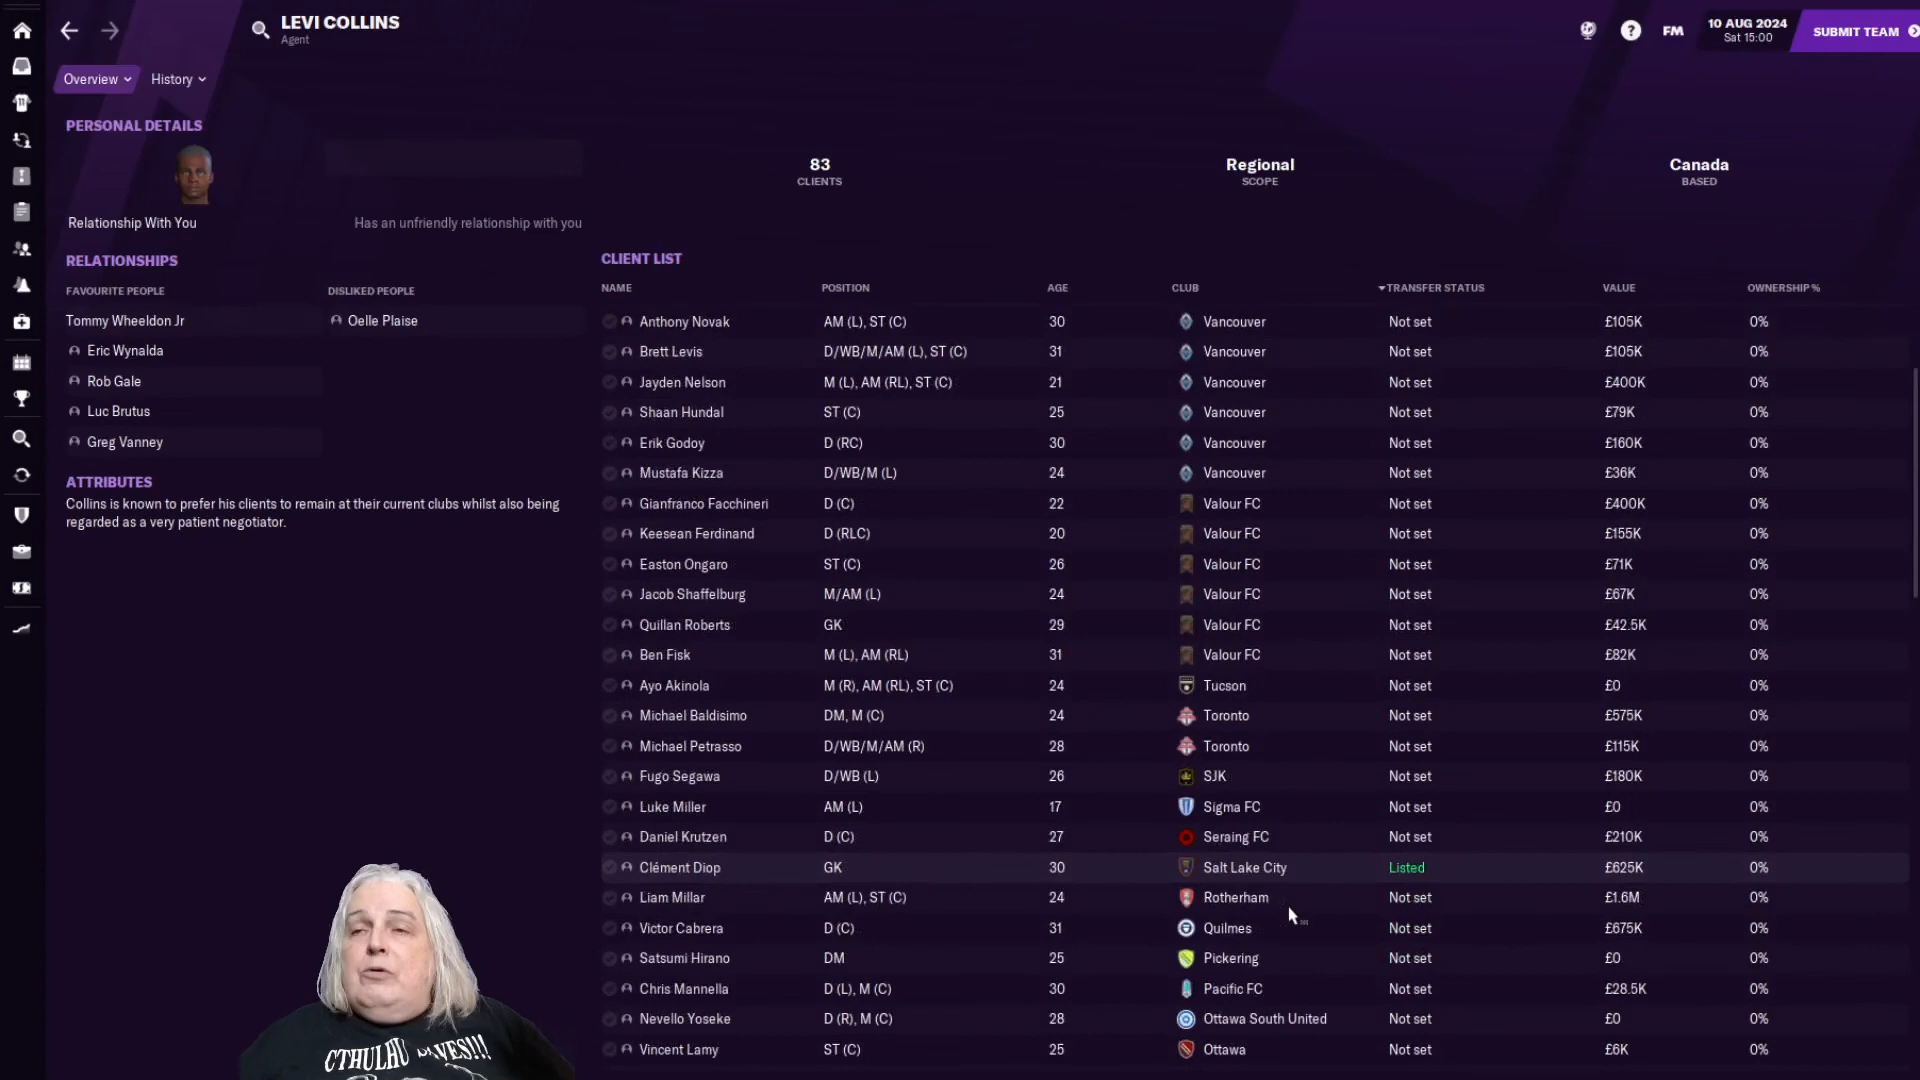 LEVI COLLINS
Agent
FM
10 AUG 2024
Sat 15:00
SUBMIT TEAM
Overview
History
PERSONAL DETAILS
Relationship With You
Has an unfriendly relationship with you
83
CLIENTS
Regional
SCOPE
Canada
BASED
RELATIONSHIPS
FAVOURITE PEOPLE
DISLIKED PEOPLE
Tommy Wheeldon Jr
Oelle Plaise
Eric Wynalda
Rob Gale
Luc Brutus
Greg Vanney
ATTRIBUTES
Collins is known to prefer his clients to remain at their current clubs whilst also being
regarded as a very patient negotiator.
CLIENT LIST
NAME POSITION AGE CLUB TRANSFER STATUS VALUE OWNERSHIP %
Anthony Novak AM (L), ST (C) 30 Vancouver Not set £105K 0%
Brett Levis D/WB/M/AM (L), ST (C) 31 Vancouver Not set £105K 0%
Jayden Nelson M (L), AM (RL), ST (C) 21 Vancouver Not set £400K 0%
Shaan Hundal ST (C) 25 Vancouver Not set £79K 0%
Erik Godoy D (RC) 30 Vancouver Not set £160K 0%
Mustafa Kizza D/WB/M (L) 24 Vancouver Not set £36K 0%
Gianfranco Facchineri D (C) 22 Valour FC Not set £400K 0%
Keesean Ferdinand D (RLC) 20 Valour FC Not set £155K 0%
Easton Ongaro ST (C) 26 Valour FC Not set £71K 0%
Jacob Shaffelburg M/AM (L) 24 Valour FC Not set £67K 0%
Quillan Roberts GK 29 Valour FC Not set £42.5K 0%
Ben Fisk M (L), AM (RL) 31 Valour FC Not set £82K 0%
Ayo Akinola M (R), AM (RL), ST (C) 24 Tucson Not set £0 0%
Michael Baldisimo DM, M (C) 24 Toronto Not set £575K 0%
Michael Petrasso D/WB/M/AM (R) 28 Toronto Not set £115K 0%
Fugo Segawa D/WB (L) 26 SJK Not set £180K 0%
Luke Miller AM (L) 17 Sigma FC Not set £0 0%
Daniel Krutzen D (C) 27 Seraing FC Not set £210K 0%
Clément Diop GK 30 Salt Lake City Listed £625K 0%
Liam Millar AM (L), ST (C) 24 Rotherham Not set £1.6M 0%
Victor Cabrera D (C) 31 Quilmes Not set £675K 0%
Satsumi Hirano DM 25 Pickering Not set £0 0%
Chris Mannella D (L), M (C) 30 Pacific FC Not set £28.5K 0%
Nevello Yoseke D (R), M (C) 28 Ottawa South United Not set £0 0%
Vincent Lamy ST (C) 25 Ottawa Not set £6K 0%
CTHULHU